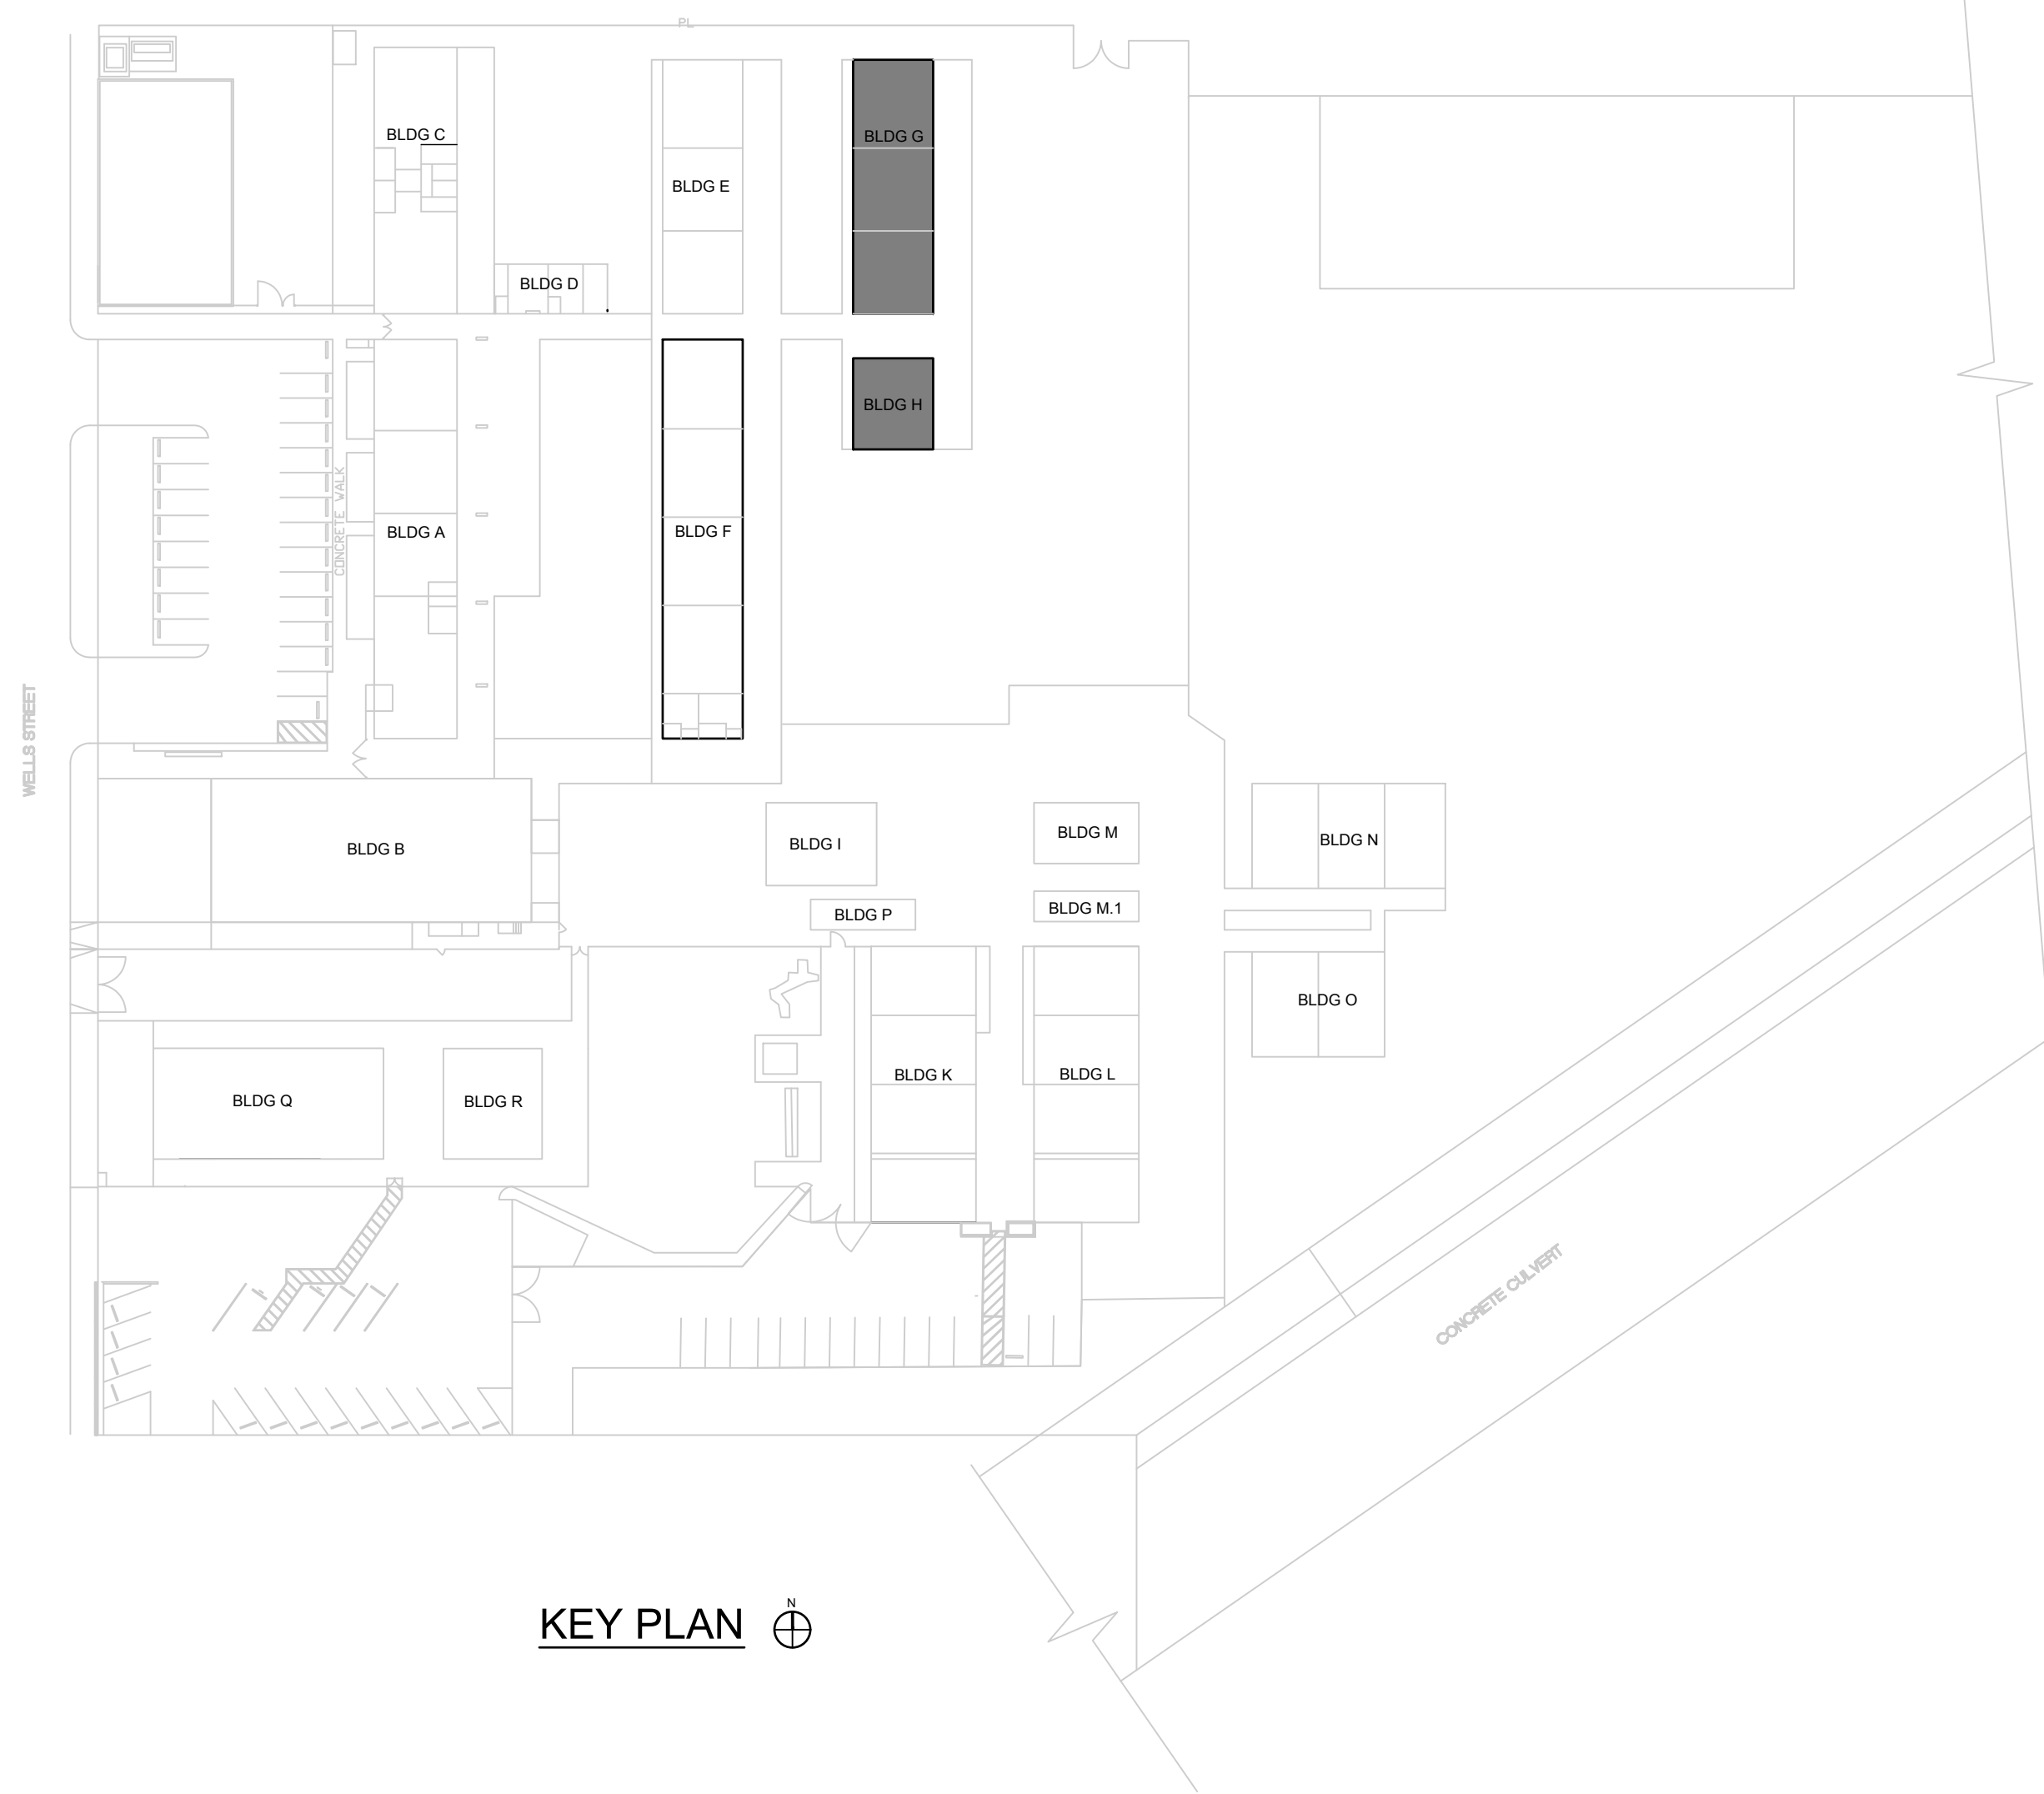 PL
BLDG C
BLDG G
BLDG E
BLDG D
BLDG H
CONCRETE WALK
BLDG A
BLDG F
WELLS STREET
BLDG B
BLDG I
BLDG M
BLDG N
BLDG P
BLDG M.1
BLDG O
BLDG K
BLDG L
BLDG Q
BLDG R
CONCRETE CULVERT
KEY PLAN
N